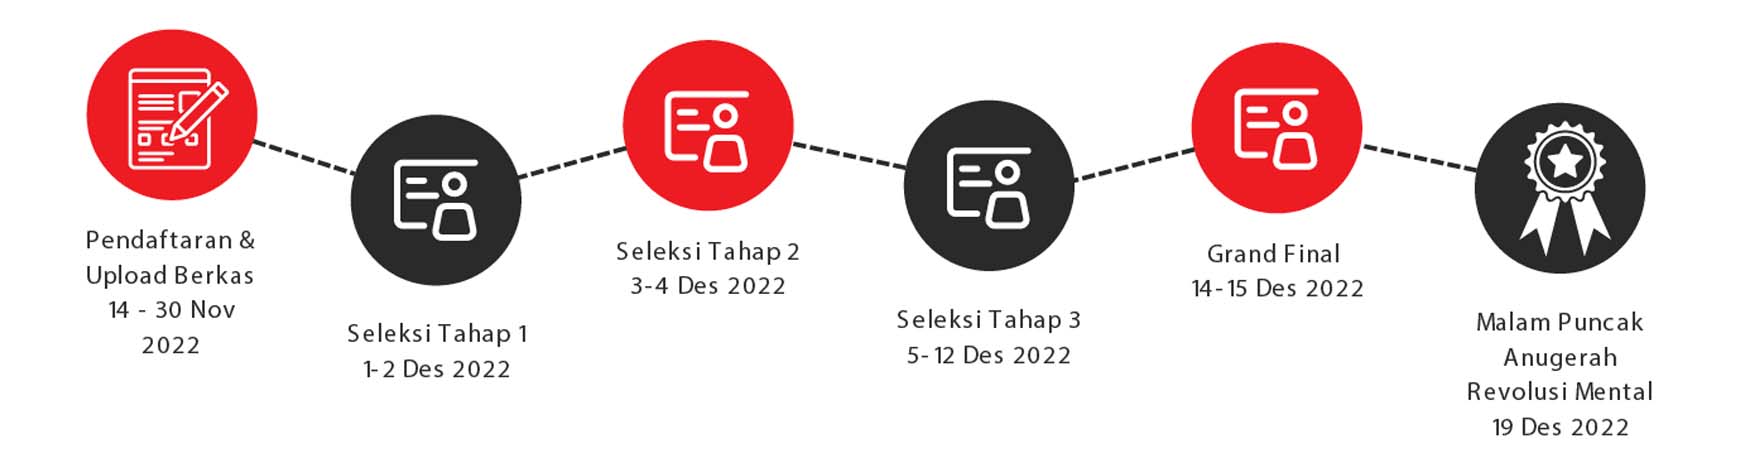 Pendaftaran &
Upload Berkas
14 - 30 Nov
2022
Seleksi Tahap 1
1-2 Des 2022
Seleksi Tahap 2
3-4 Des 2022
Seleksi Tahap 3
5-12 Des 2022
Grand Final
14-15 Des 2022
Malam Puncak
Anugerah
Revolusi Mental
19 Des 2022